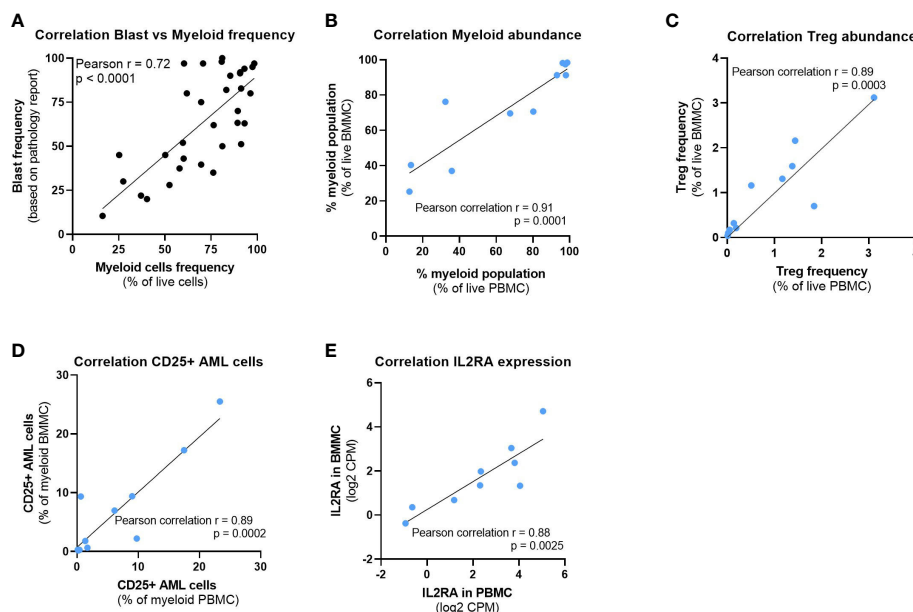 A
Correlation Blast vs Myeloid frequency
Pearson r = 0.72
p < 0.0001
Blast frequency
(based on pathology report)
100
75
50
25
0
0 25 50 75 100
Myeloid cells frequency
(% of live cells)
B
Correlation Myeloid abundance
% myeloid population
(% of live BMMC)
100
80
60
40
20
0
Pearson correlation r = 0.91
p = 0.0001
0 20 40 60 80 100
% myeloid population
(% of live PBMC)
C
Correlation Treg abundance
Pearson correlation r = 0.89
p = 0.0003
Treg frequency
(% of live BMMC)
4
3
2
1
0
0 1 2 3
Treg frequency
(% of live PBMC)
D
Correlation CD25+ AML cells
CD25+ AML cells
(% of myeloid BMMC)
30
20
10
0
Pearson correlation r = 0.89
p = 0.0002
0 10 20 30
CD25+ AML cells
(% of myeloid PBMC)
E
Correlation IL2RA expression
IL2RA in BMMC
(log2 CPM)
6
4
2
0
-2
Pearson correlation r = 0.88
p = 0.0025
-2 0 2 4 6
IL2RA in PBMC
(log2 CPM)